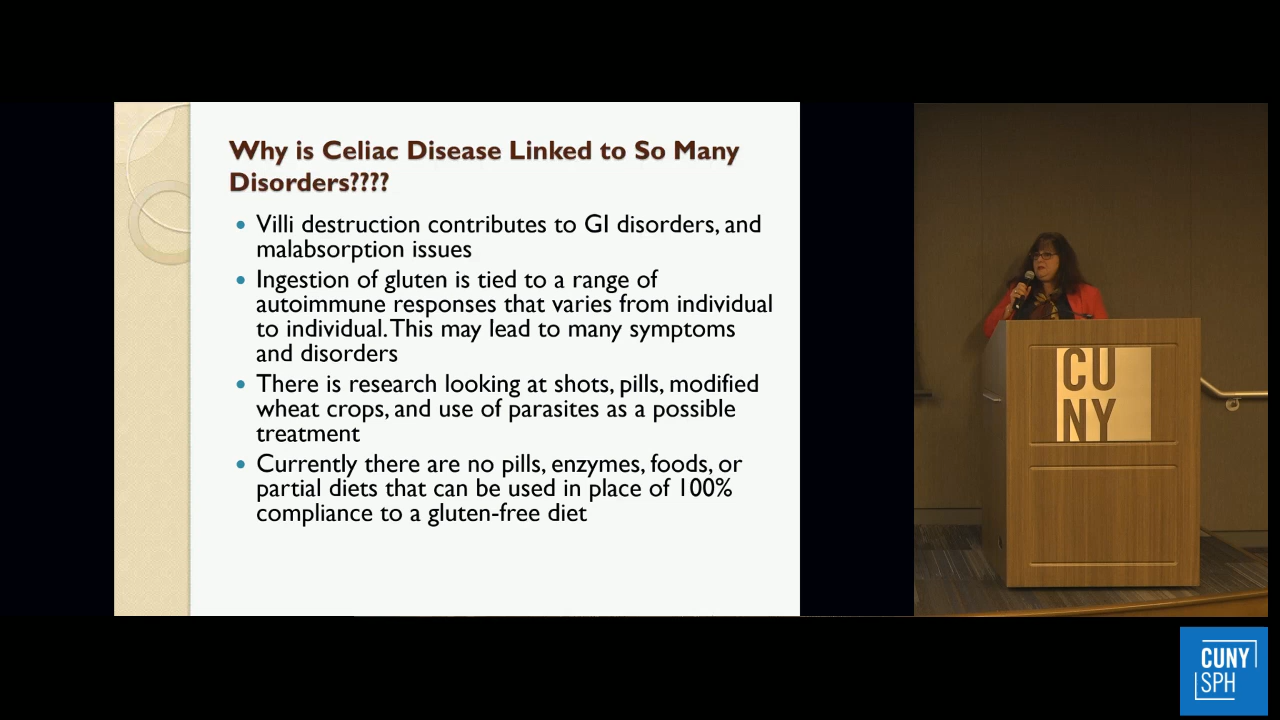 Why is Celiac Disease Linked to So Many
Disorders????
Villi destruction contributes to GI disorders, and
malabsorption issues
Ingestion of gluten is tied to a range of
autoimmune responses that varies from individual
to individual. This may lead to many symptoms
and disorders
There is research looking at shots, pills, modified
wheat crops, and use of parasites as a possible
treatment
Currently there are no pills, enzymes, foods, or
partial diets that can be used in place of 100%
compliance to a gluten-free diet
CU
NY
CUNY
SPH